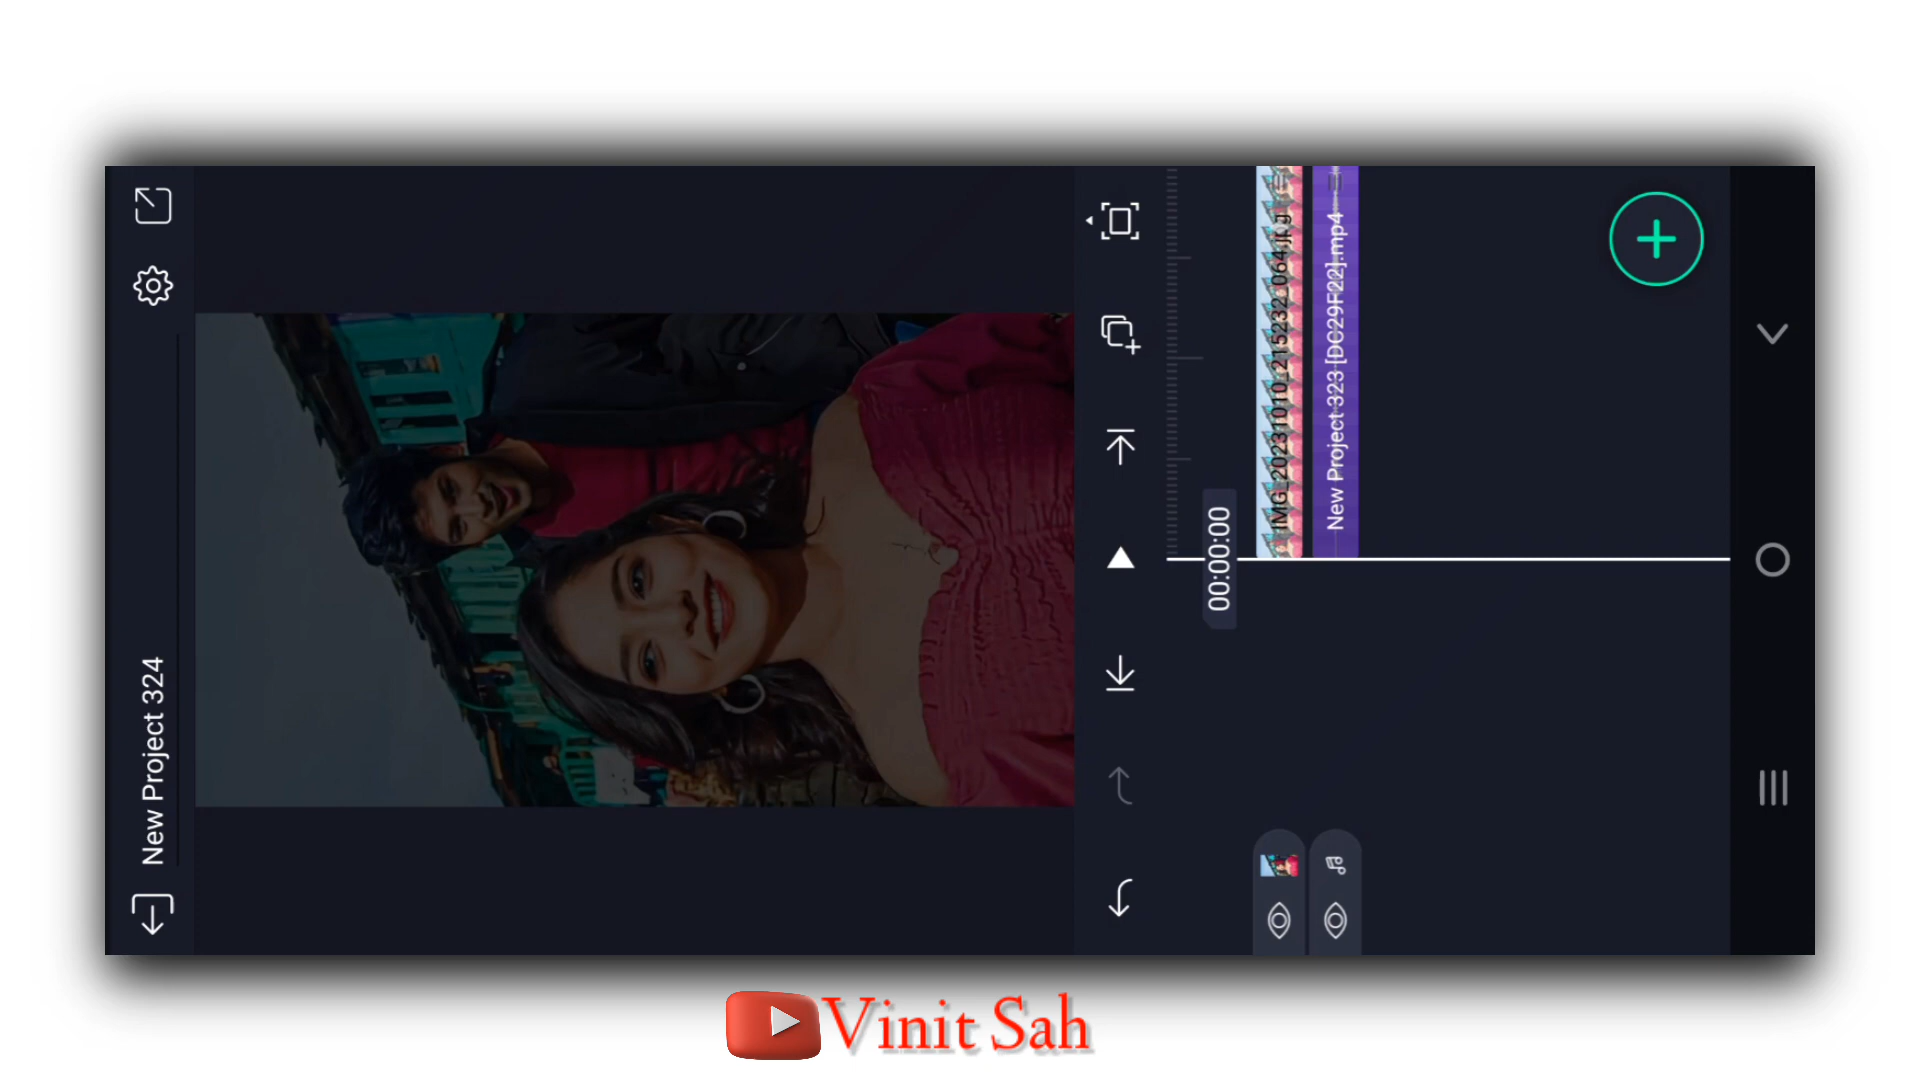 New Project 324
00:00:00
IMG_20231010_215232_064.jpg
New Project 323 [DC29F22].mp4
Vinit Sah